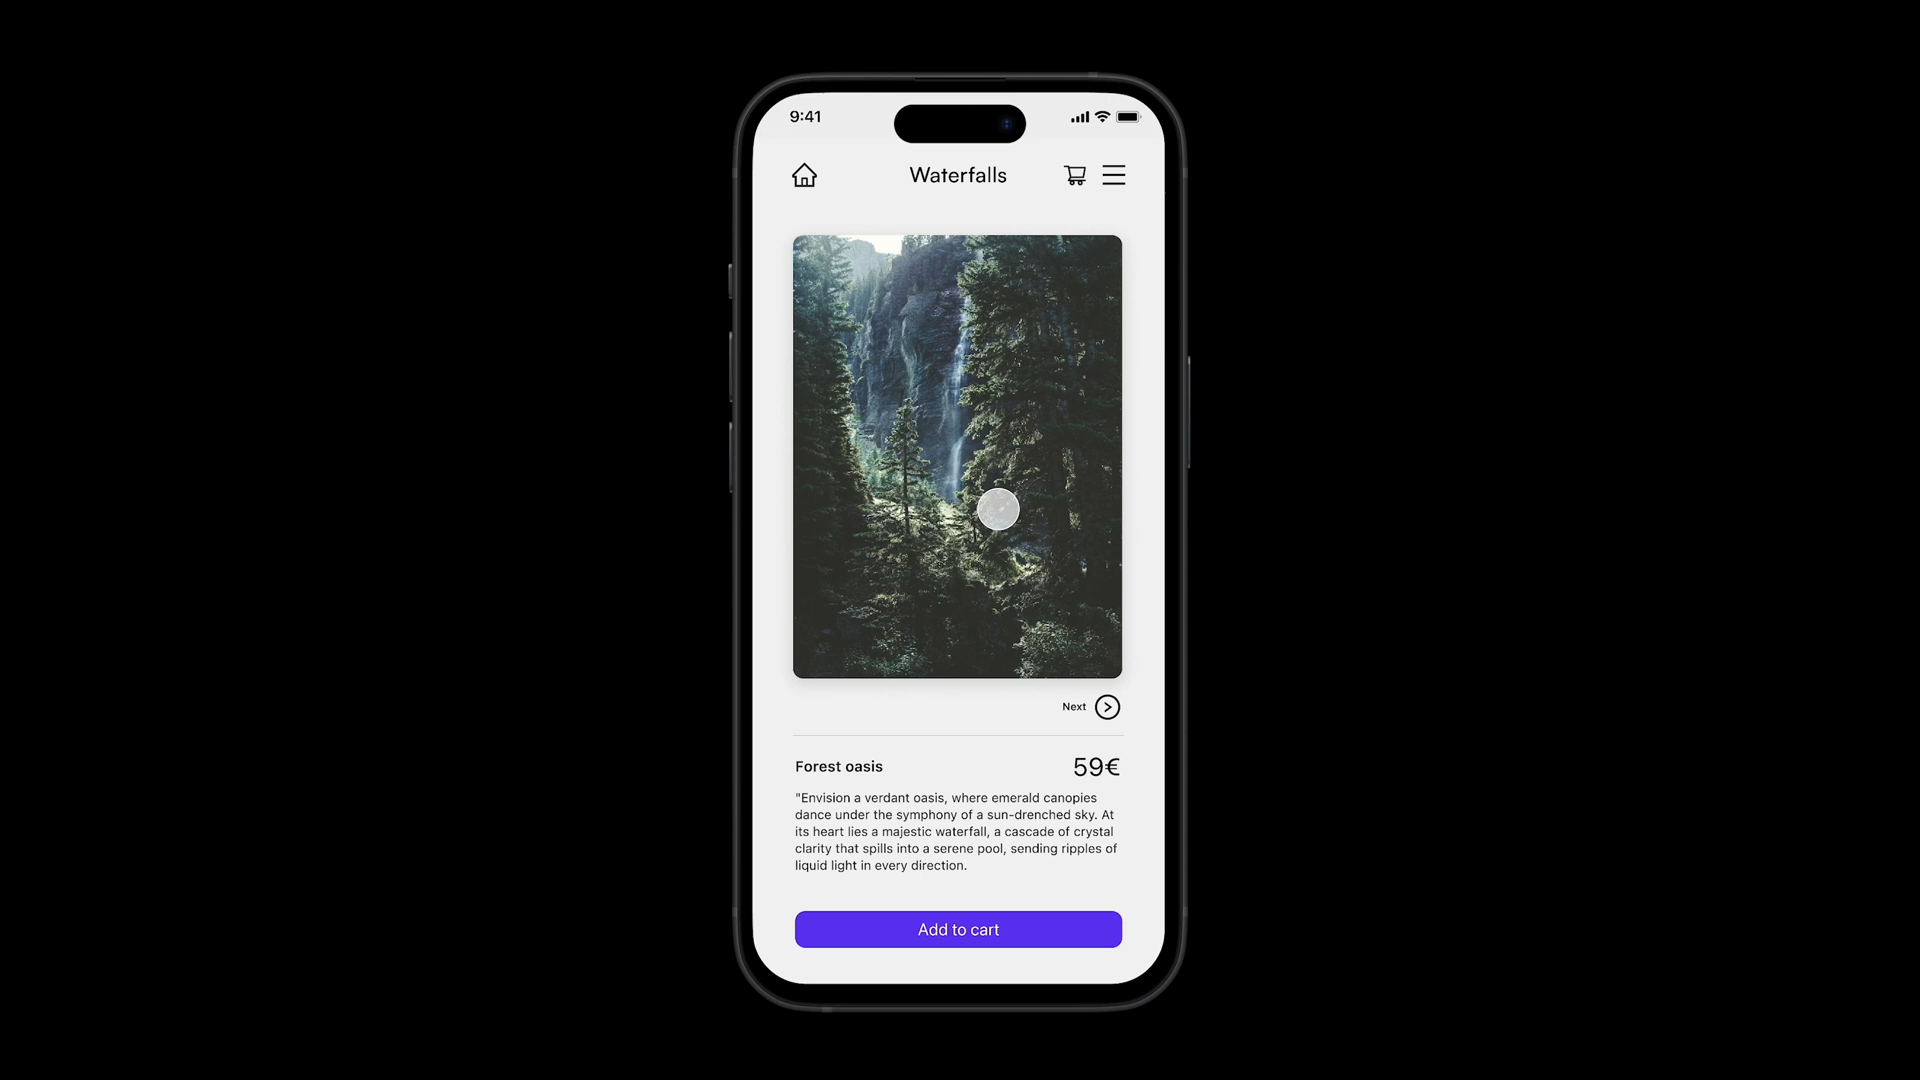 9:41
Waterfalls
Next
Forest oasis
59€
"Envision a verdant oasis, where emerald canopies
dance under the symphony of a sun-drenched sky. At
its heart lies a majestic waterfall, a cascade of crystal
clarity that spills into a serene pool, sending ripples of
liquid light in every direction.
Add to cart